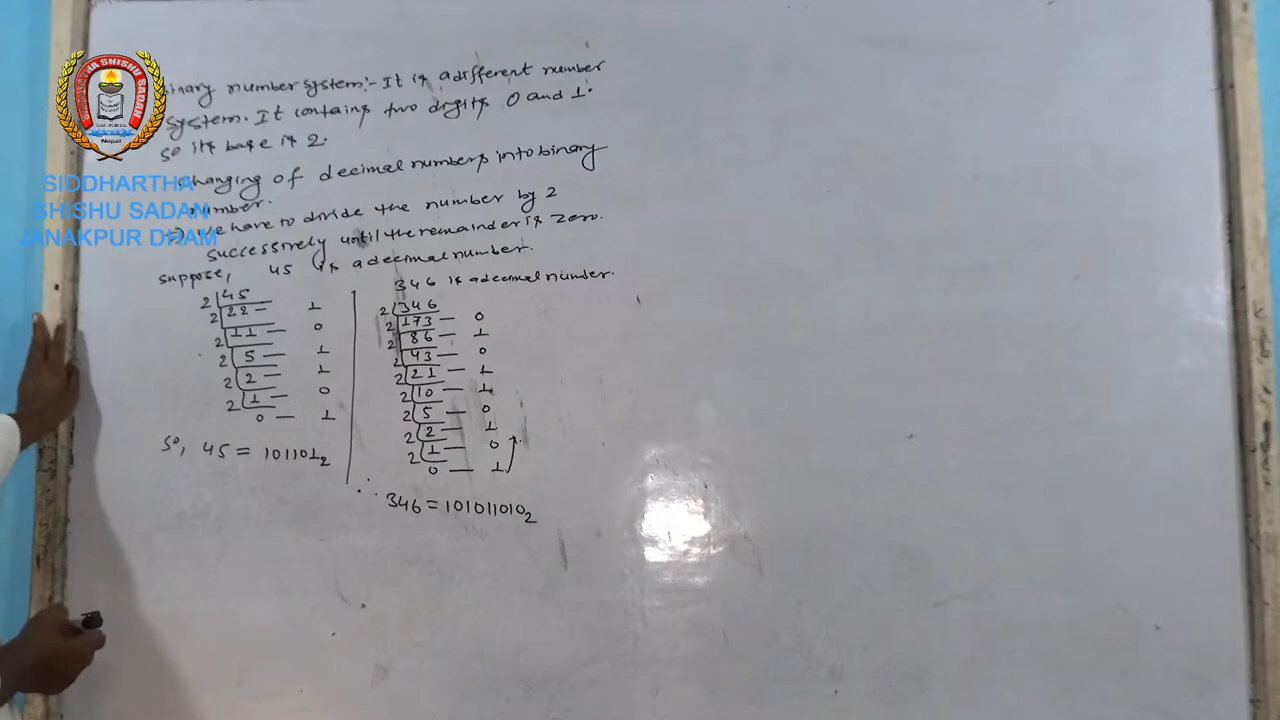 SIDDHARTHA SHISHU SADAN
Nepal
SIDDHARTHA
SHISHU SADAN
JANAKPUR DHAM
inary number system:- It is a different number
system. It contains two digits 0 and 1.
so its base is 2.
changing of decimal numbers into binary
number.
=> we have to divide the number by 2
successively until the remainder is zero.
suppose, 45 is a decimal number.
2 45
2 22 — 1
2 11 — 0
2 5 — 1
2 2 — 1
2 1 — 0
0 — 1
So, 45 = 101101₂
346 is a decimal number.
2 346
2 173 — 0
2 86 — 1
2 43 — 0
2 21 — 1
2 10 — 1
2 5 — 0
2 2 — 1
2 1 — 0
0 — 1
∴ 346 = 101011010₂